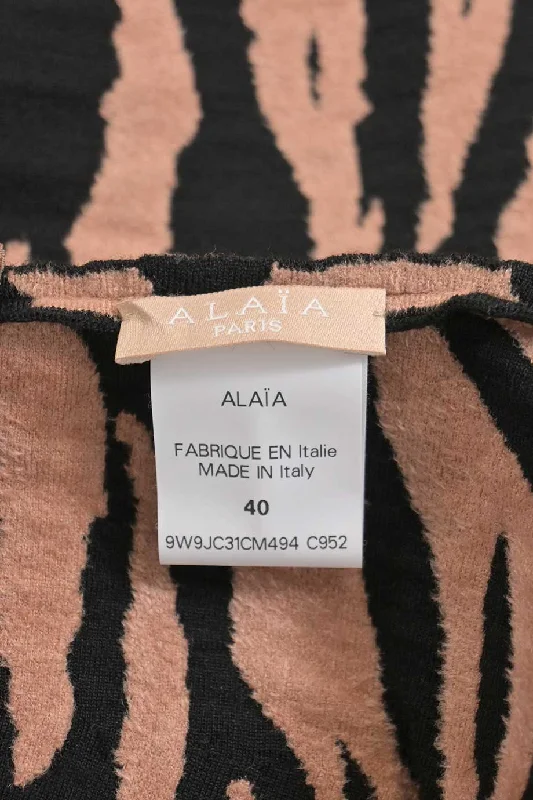 ALAÏA
PARIS
ALAÏA
FABRIQUE EN Italie
MADE IN Italy
40
9W9JC31CM494 C952